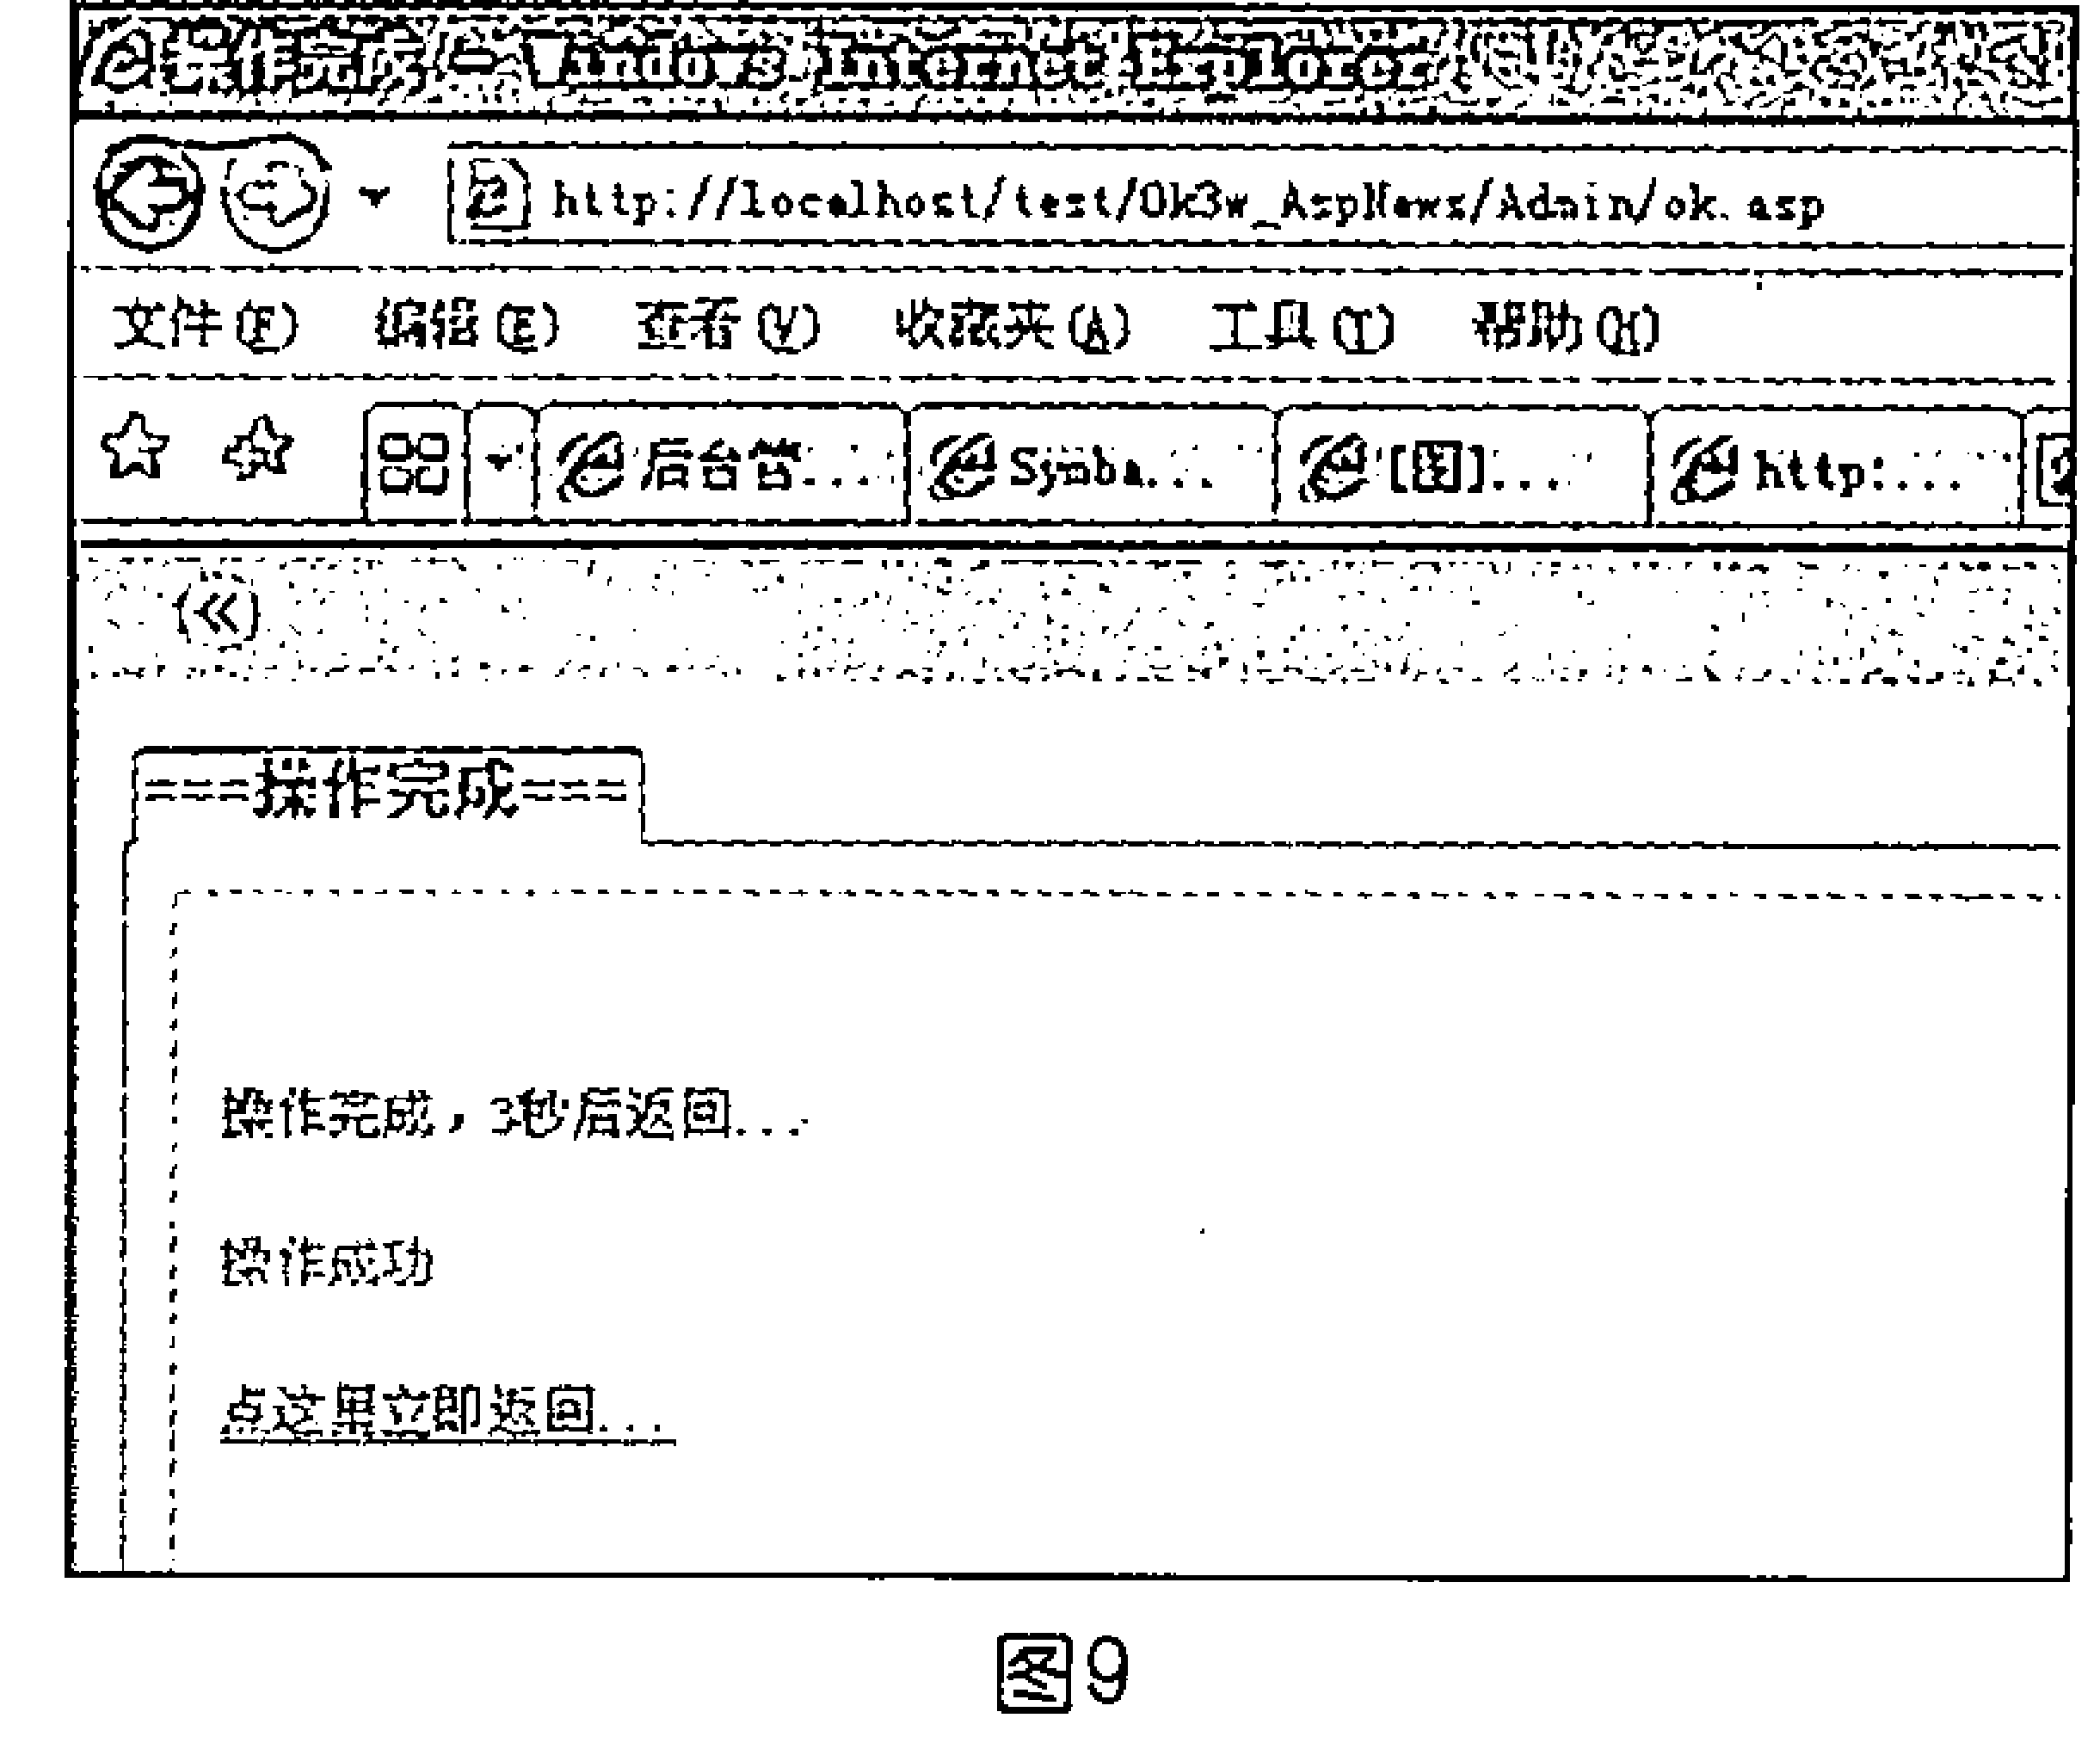 操作完成 - Windows Internet Explorer
http://localhost/test/Ok3w_AspNews/Admin/ok.asp
文件(F) 编辑(E) 查看(V) 收藏夹(A) 工具(T) 帮助(H)
后台管... Symba... [图]... http:...
===操作完成===
操作完成，3秒后返回...
操作成功
点这里立即返回...
图9